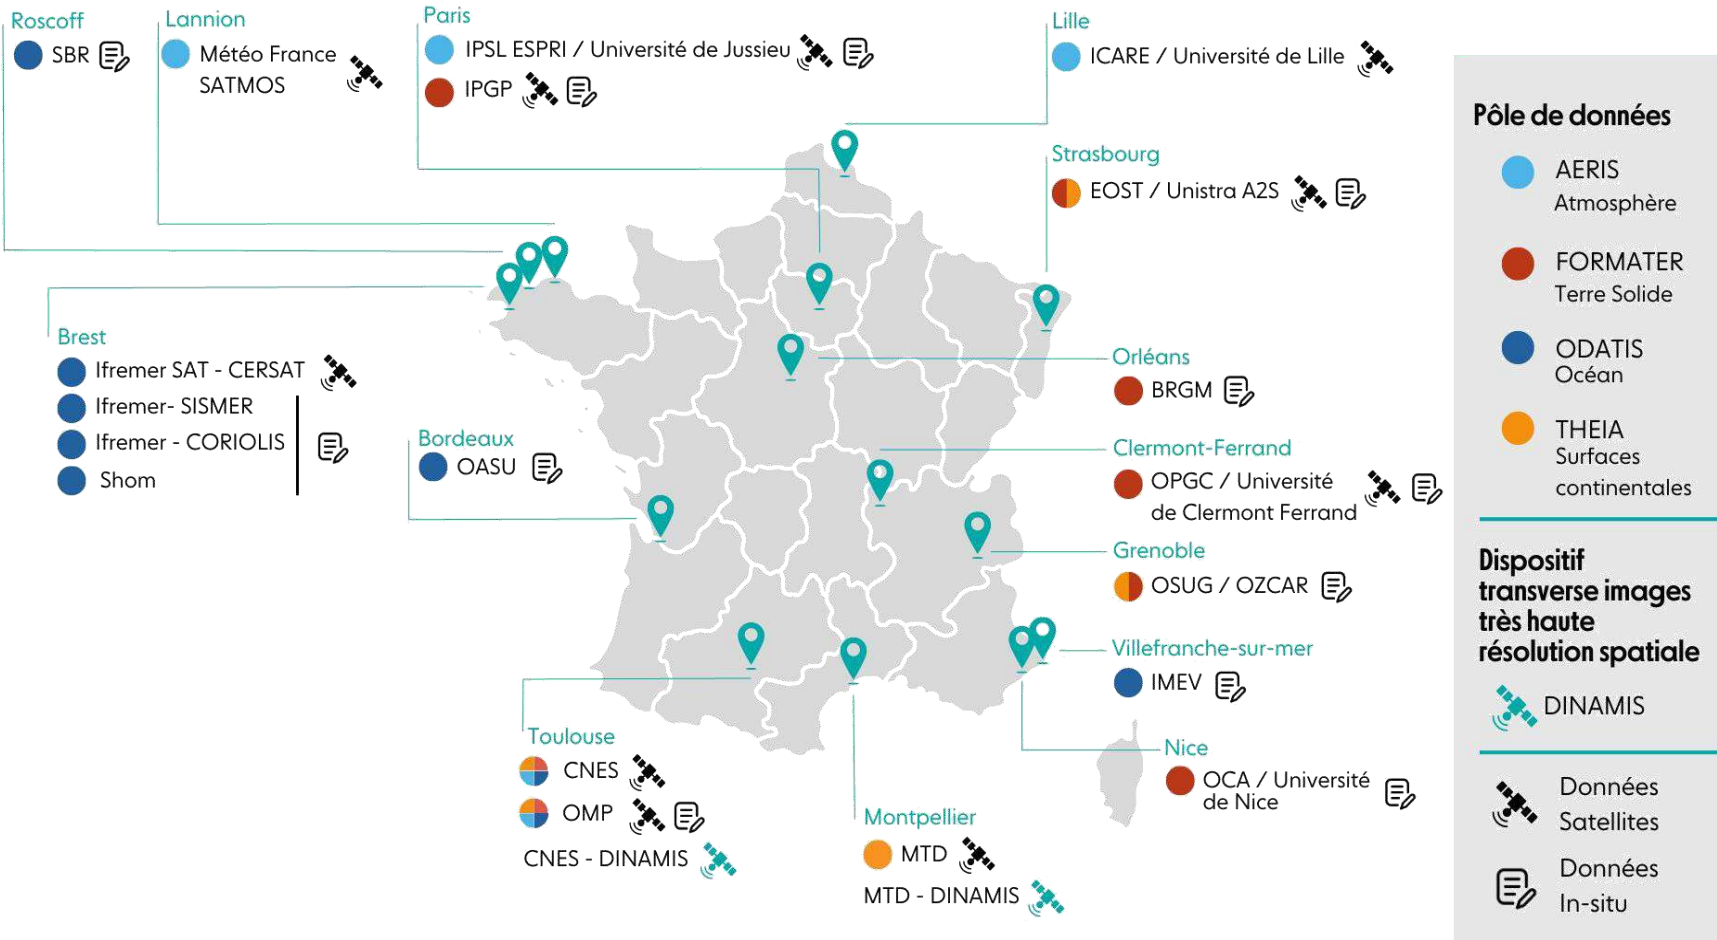 Roscoff
SBR
Lannion
Météo France
SATMOS
Paris
IPSL ESPRI / Université de Jussieu
IPGP
Lille
ICARE / Université de Lille
Strasbourg
EOST / Unistra A2S
Brest
Ifremer SAT - CERSAT
Ifremer- SISMER
Ifremer - CORIOLIS
Shom
Bordeaux
OASU
Orléans
BRGM
Clermont-Ferrand
OPGC / Université
de Clermont Ferrand
Grenoble
OSUG / OZCAR
Villefranche-sur-mer
IMEV
Nice
OCA / Université
de Nice
Toulouse
CNES
OMP
CNES - DINAMIS
Montpellier
MTD
MTD - DINAMIS
Pôle de données
AERIS
Atmosphère
FORMATER
Terre Solide
ODATIS
Océan
THEIA
Surfaces
continentales
Dispositif
transverse images
très haute
résolution spatiale
DINAMIS
Données
Satellites
Données
In-situ